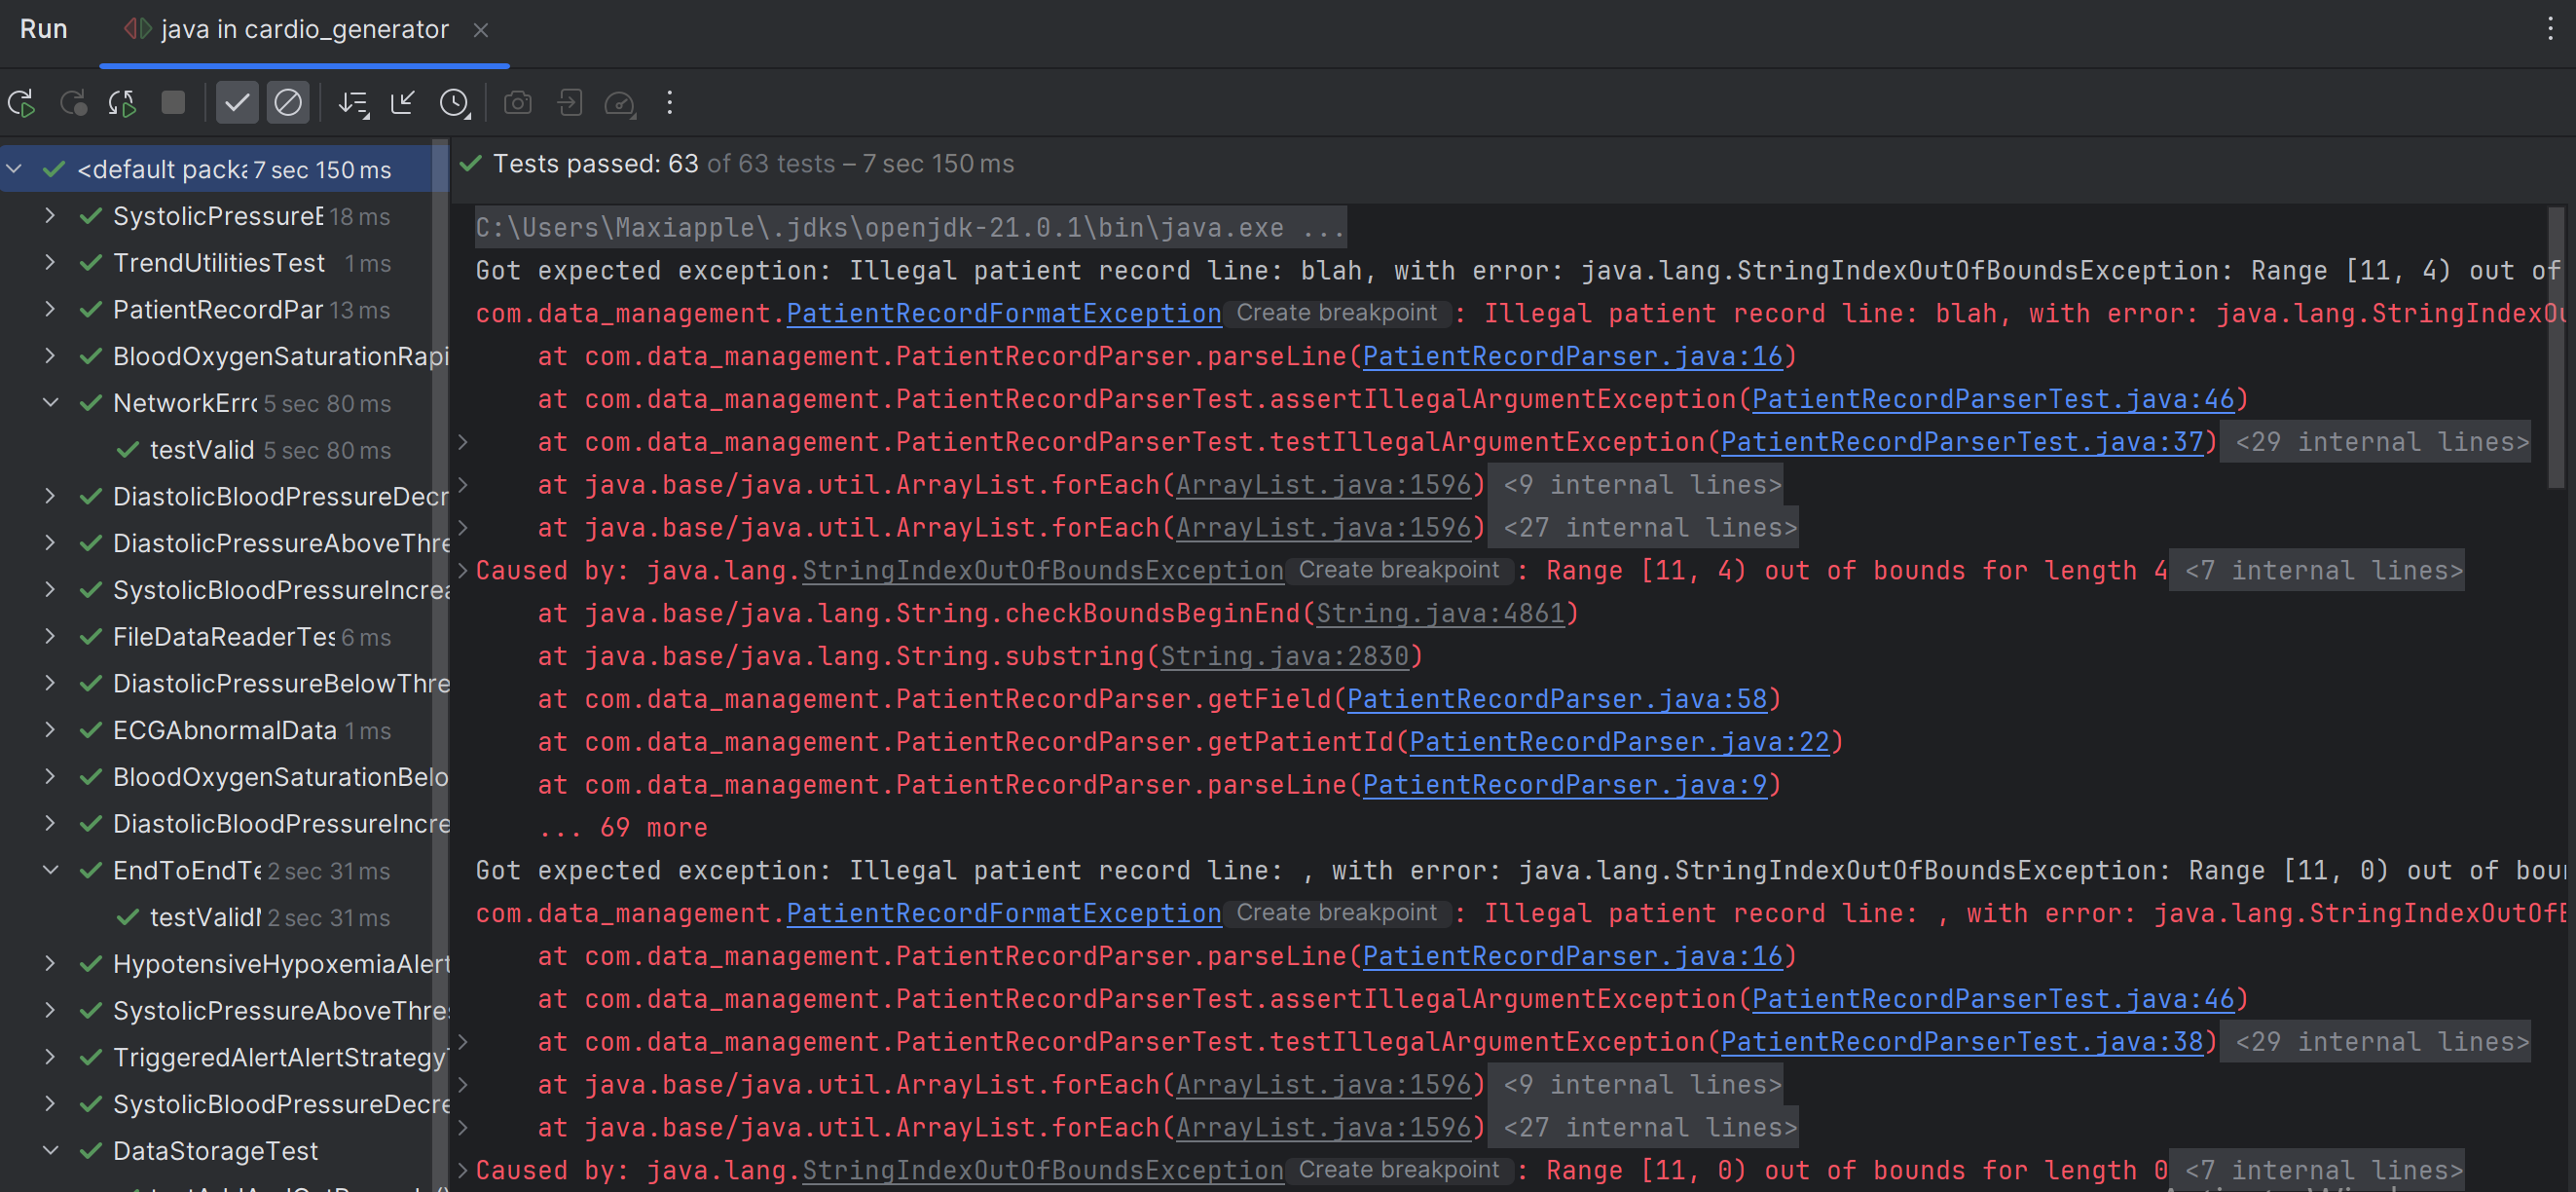 Run
java in cardio_generator
<default packa 7 sec 150 ms
SystolicPressureE 18 ms
TrendUtilitiesTest 1 ms
PatientRecordPar 13 ms
BloodOxygenSaturationRapi
NetworkErro 5 sec 80 ms
testValid 5 sec 80 ms
DiastolicBloodPressureDecr
DiastolicPressureAboveThre
SystolicBloodPressureIncrea
FileDataReaderTes 6 ms
DiastolicPressureBelowThre
ECGAbnormalData 1 ms
BloodOxygenSaturationBelo
DiastolicBloodPressureIncre
EndToEndTe 2 sec 31 ms
testValidN 2 sec 31 ms
HypotensiveHypoxemiaAlert
SystolicPressureAboveThres
TriggeredAlertAlertStrategyT
SystolicBloodPressureDecre
DataStorageTest
Tests passed: 63 of 63 tests – 7 sec 150 ms
C:\Users\Maxiapple\.jdks\openjdk-21.0.1\bin\java.exe ...
Got expected exception: Illegal patient record line: blah, with error: java.lang.StringIndexOutOfBoundsException: Range [11, 4) out of
com.data_management.PatientRecordFormatException Create breakpoint : Illegal patient record line: blah, with error: java.lang.StringIndexOu
at com.data_management.PatientRecordParser.parseLine(PatientRecordParser.java:16)
at com.data_management.PatientRecordParserTest.assertIllegalArgumentException(PatientRecordParserTest.java:46)
at com.data_management.PatientRecordParserTest.testIllegalArgumentException(PatientRecordParserTest.java:37) <29 internal lines>
at java.base/java.util.ArrayList.forEach(ArrayList.java:1596) <9 internal lines>
at java.base/java.util.ArrayList.forEach(ArrayList.java:1596) <27 internal lines>
Caused by: java.lang.StringIndexOutOfBoundsException Create breakpoint : Range [11, 4) out of bounds for length 4 <7 internal lines>
at java.base/java.lang.String.checkBoundsBeginEnd(String.java:4861)
at java.base/java.lang.String.substring(String.java:2830)
at com.data_management.PatientRecordParser.getField(PatientRecordParser.java:58)
at com.data_management.PatientRecordParser.getPatientId(PatientRecordParser.java:22)
at com.data_management.PatientRecordParser.parseLine(PatientRecordParser.java:9)
... 69 more
Got expected exception: Illegal patient record line: , with error: java.lang.StringIndexOutOfBoundsException: Range [11, 0) out of bou
com.data_management.PatientRecordFormatException Create breakpoint : Illegal patient record line: , with error: java.lang.StringIndexOutOfB
at com.data_management.PatientRecordParser.parseLine(PatientRecordParser.java:16)
at com.data_management.PatientRecordParserTest.assertIllegalArgumentException(PatientRecordParserTest.java:46)
at com.data_management.PatientRecordParserTest.testIllegalArgumentException(PatientRecordParserTest.java:38) <29 internal lines>
at java.base/java.util.ArrayList.forEach(ArrayList.java:1596) <9 internal lines>
at java.base/java.util.ArrayList.forEach(ArrayList.java:1596) <27 internal lines>
Caused by: java.lang.StringIndexOutOfBoundsException Create breakpoint : Range [11, 0) out of bounds for length 0 <7 internal lines>